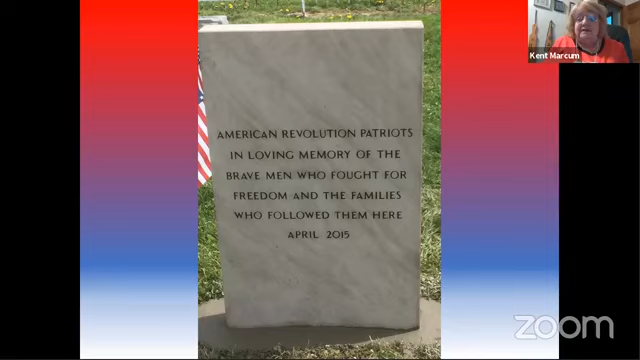 Kent Marcum
AMERICAN REVOLUTION PATRIOTS
IN LOVING MEMORY OF THE
BRAVE MEN WHO FOUGHT FOR
FREEDOM AND THE FAMILIES
WHO FOLLOWED THEM HERE
APRIL 2015
zoom